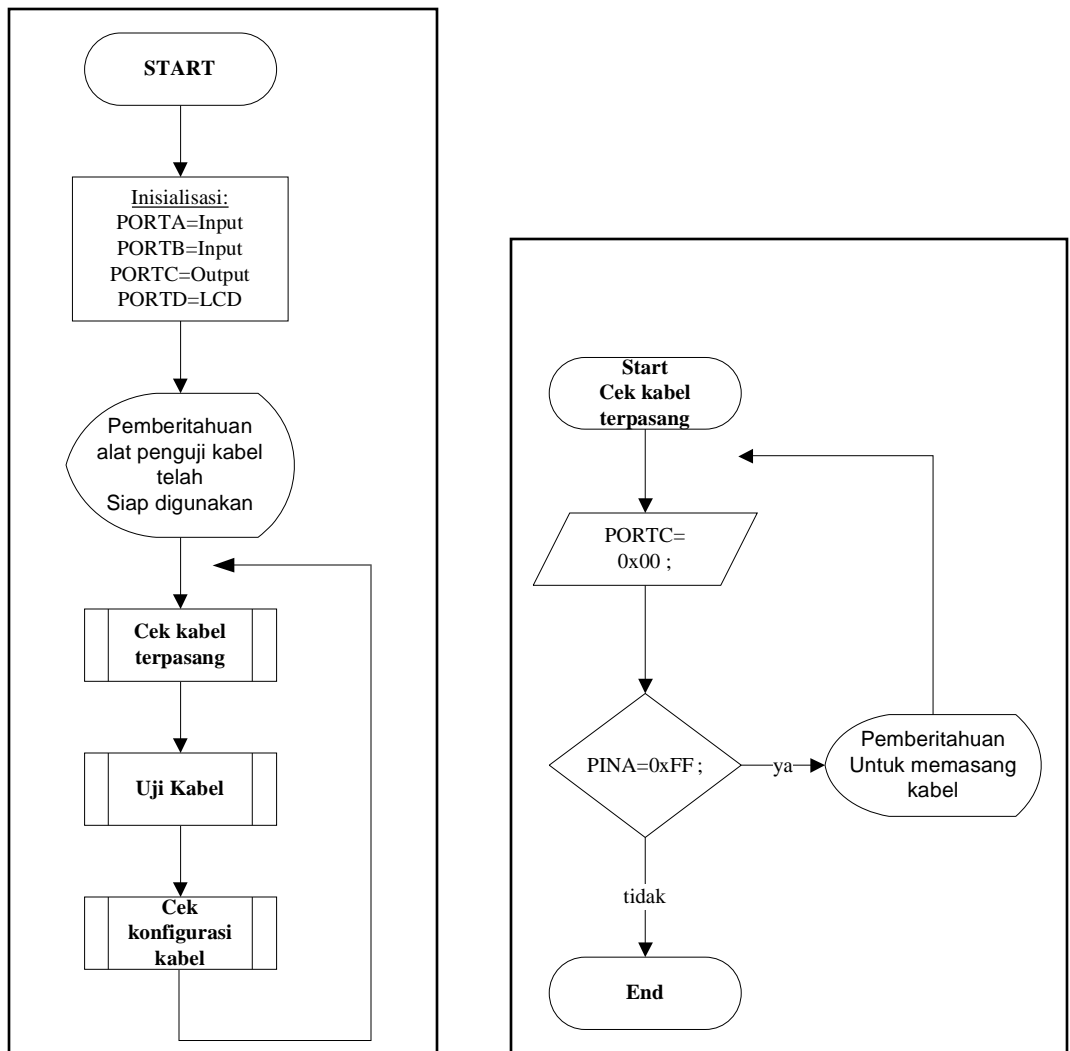 START
Inisialisasi:
PORTA=Input
PORTB=Input
PORTC=Output
PORTD=LCD
Pemberitahuan
alat penguji kabel
telah
Siap digunakan
Cek kabel
terpasang
Uji Kabel
Cek
konfigurasi
kabel
Start
Cek kabel
terpasang
PORTC=
0x00 ;
PINA=0xFF ;
ya
Pemberitahuan
Untuk memasang
kabel
tidak
End